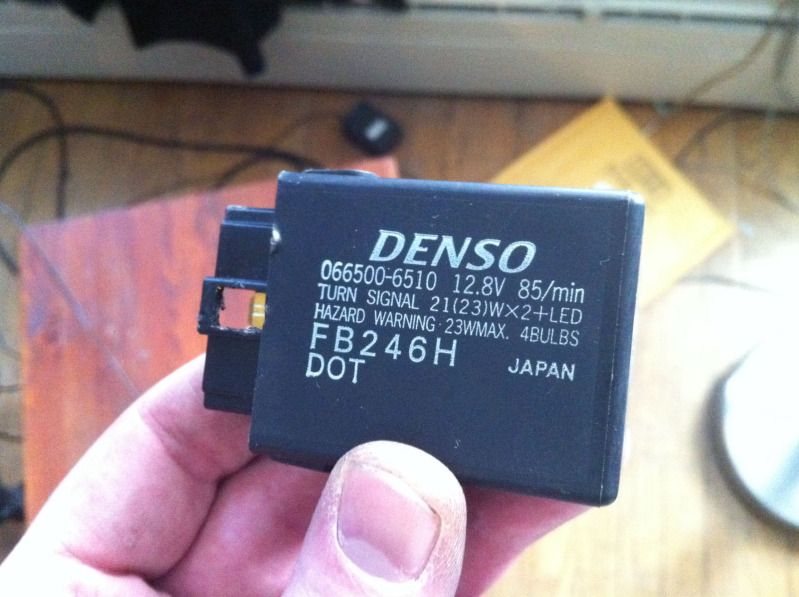 DENSO
066500-6510 12.8V 85/min
TURN SIGNAL 21(23)W×2+LED
HAZARD WARNING·23WMAX. 4BULBS
FB246H
DOT JAPAN